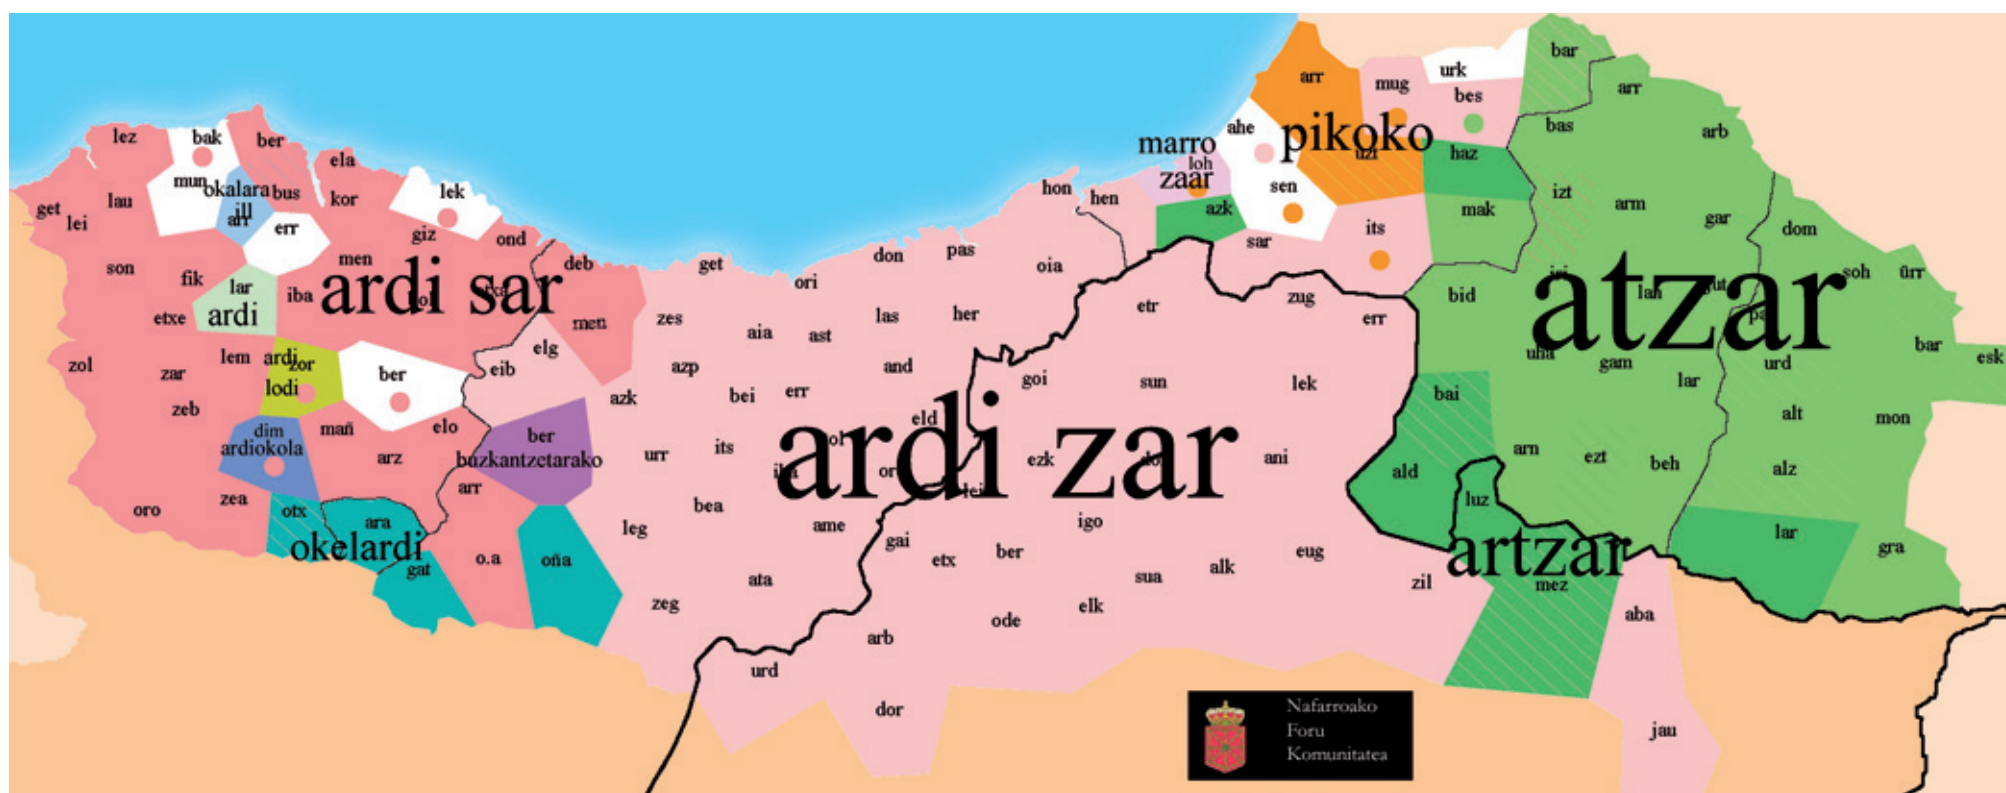 lez
bak
ber
ela
mun
okalara
ill
arr
bus
kor
lek
get
lei
lau
err
giz
ond
son
fik
lar
ardi
men
iba
ardi sar
deb
men
etxe
zol
zar
lem
zeb
ardi
zor
lodi
ber
elg
eib
dim
ardiokola
mañ
elo
arz
ber
buzkantzetarako
arr
oro
zea
otx
ara
okelardi
gat
o.a
oña
get
ori
don
pas
oia
hon
hen
zes
aia
ast
las
her
azp
bei
err
and
azk
eld
urr
its
ardi zar
bea
leg
ame
ata
zeg
goi
sun
etr
zug
err
lek
ezk
ani
igo
gai
etx
ber
sua
alk
eug
zil
elk
ode
arb
urd
dor
marro
loh
zaar
azk
sar
ahe
sen
its
arr
mug
urk
bes
pikoko
uzt
haz
mak
bid
bar
arr
bas
arb
izt
arm
gar
dom
soh
ürr
atzar
uha
gam
lar
urd
bar
esk
bai
ald
arn
ezt
beh
alt
mon
alz
luz
artzar
mez
lar
gra
aba
jau
Nafarroako
Foru
Komunitatea